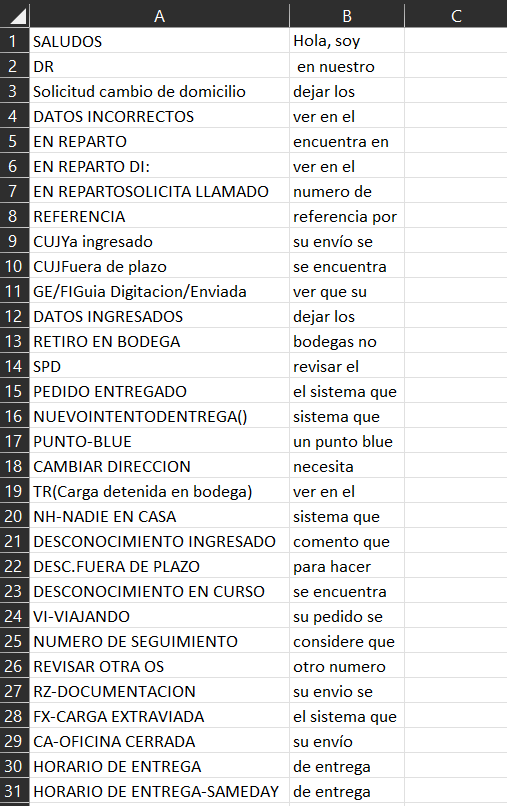 A B C
1 SALUDOS Hola, soy
2 DR en nuestro
3 Solicitud cambio de domicilio dejar los
4 DATOS INCORRECTOS ver en el
5 EN REPARTO encuentra en
6 EN REPARTO DI: ver en el
7 EN REPARTOSOLICITA LLAMADO numero de
8 REFERENCIA referencia por
9 CUJYa ingresado su envío se
10 CUJFuera de plazo se encuentra
11 GE/FIGuia Digitacion/Enviada ver que su
12 DATOS INGRESADOS dejar los
13 RETIRO EN BODEGA bodegas no
14 SPD revisar el
15 PEDIDO ENTREGADO el sistema que
16 NUEVOINTENTODENTREGA() sistema que
17 PUNTO-BLUE un punto blue
18 CAMBIAR DIRECCION necesita
19 TR(Carga detenida en bodega) ver en el
20 NH-NADIE EN CASA sistema que
21 DESCONOCIMIENTO INGRESADO comento que
22 DESC.FUERA DE PLAZO para hacer
23 DESCONOCIMIENTO EN CURSO se encuentra
24 VI-VIAJANDO su pedido se
25 NUMERO DE SEGUIMIENTO considere que
26 REVISAR OTRA OS otro numero
27 RZ-DOCUMENTACION su envio se
28 FX-CARGA EXTRAVIADA el sistema que
29 CA-OFICINA CERRADA su envío
30 HORARIO DE ENTREGA de entrega
31 HORARIO DE ENTREGA-SAMEDAY de entrega